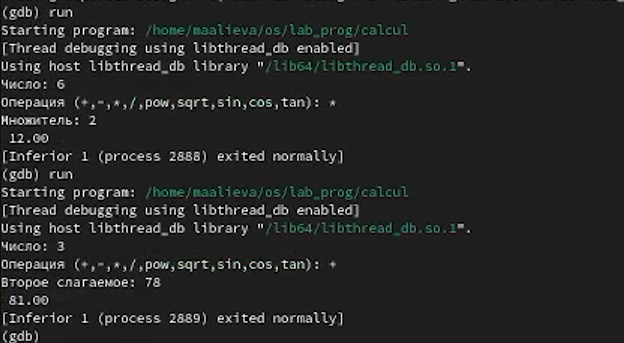 (gdb) run
Starting program: /home/maalieva/os/lab_prog/calcul
[Thread debugging using libthread_db enabled]
Using host libthread_db library "/lib64/libthread_db.so.1".
Число: 6
Операция (+,-,*,/,pow,sqrt,sin,cos,tan): *
Множитель: 2
 12.00
[Inferior 1 (process 2888) exited normally]
(gdb) run
Starting program: /home/maalieva/os/lab_prog/calcul
[Thread debugging using libthread_db enabled]
Using host libthread_db library "/lib64/libthread_db.so.1".
Число: 3
Операция (+,-,*,/,pow,sqrt,sin,cos,tan): +
Второе слагаемое: 78
 81.00
[Inferior 1 (process 2889) exited normally]
(gdb)